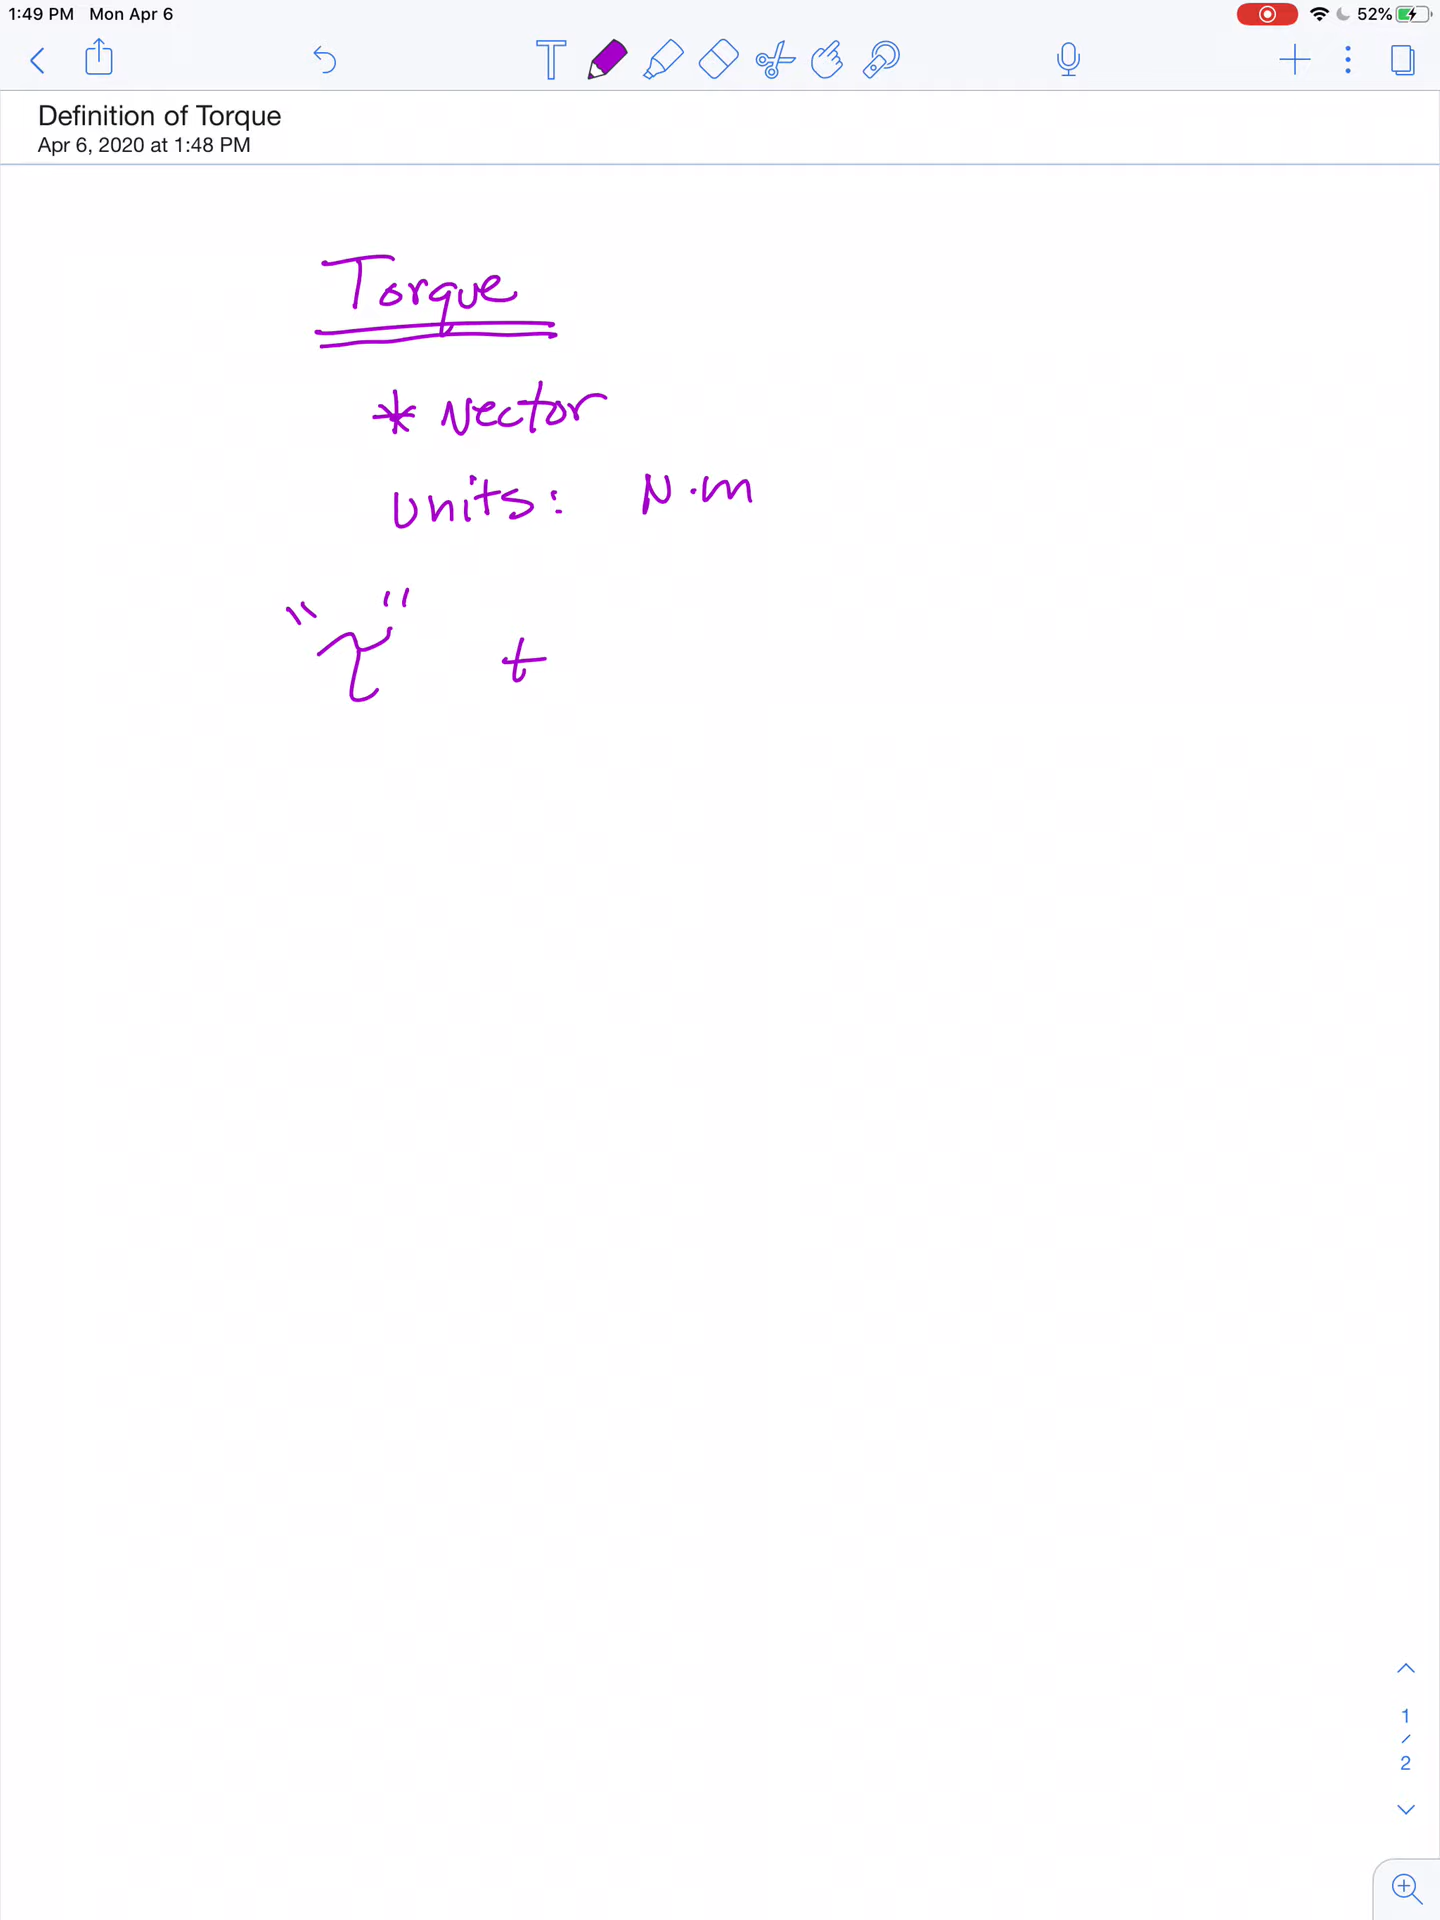 1:49 PM Mon Apr 6 52%
T
Definition of Torque
Apr 6, 2020 at 1:48 PM
Torque
* Vector
Units: N·m
"τ" t
1
/
2